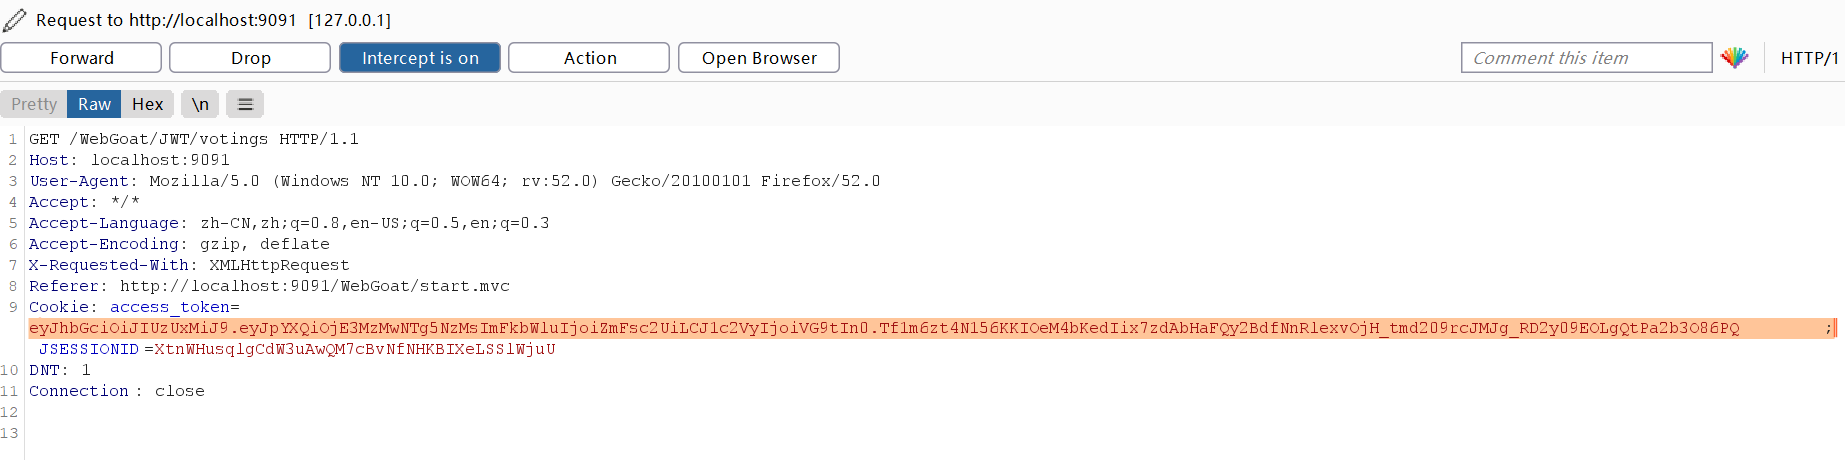 Request to http://localhost:9091 [127.0.0.1]
Forward Drop Intercept is on Action Open Browser Comment this item HTTP/1
Pretty Raw Hex \n
1 GET /WebGoat/JWT/votings HTTP/1.1
2 Host: localhost:9091
3 User-Agent: Mozilla/5.0 (Windows NT 10.0; WOW64; rv:52.0) Gecko/20100101 Firefox/52.0
4 Accept: */*
5 Accept-Language: zh-CN,zh;q=0.8,en-US;q=0.5,en;q=0.3
6 Accept-Encoding: gzip, deflate
7 X-Requested-With: XMLHttpRequest
8 Referer: http://localhost:9091/WebGoat/start.mvc
9 Cookie: access_token=
eyJhbGciOiJIUzUxMiJ9.eyJpYXQiOjE3MzMwNTg5NzMsImFkbWluIjoiZmFsc2UiLCJ1c2VyIjoiVG9tIn0.Tf1m6zt4N156KKIOeM4bKedIix7zdAbHaFQy2BdfNnRlexvOjH_tmd209rcJMJg_RD2y09EOLgQtPa2b3O86PQ ;
JSESSIONID=XtnWHusqlgCdW3uAwQM7cBvNfNHKBIXeLSSlWjuU
10 DNT: 1
11 Connection: close
12
13